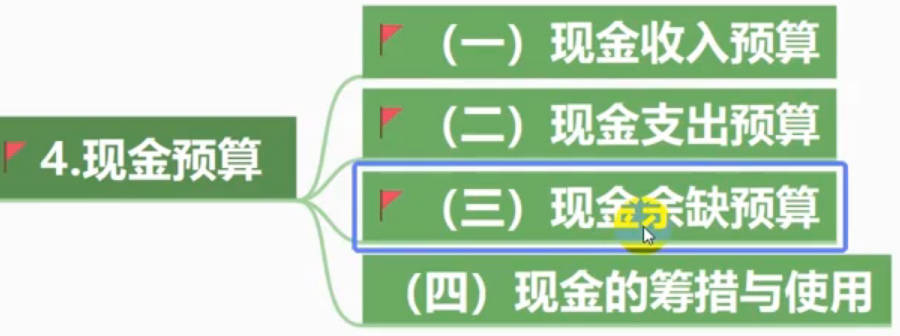 4.现金预算
（一）现金收入预算
（二）现金支出预算
（三）现金余缺预算
（四）现金的筹措与使用